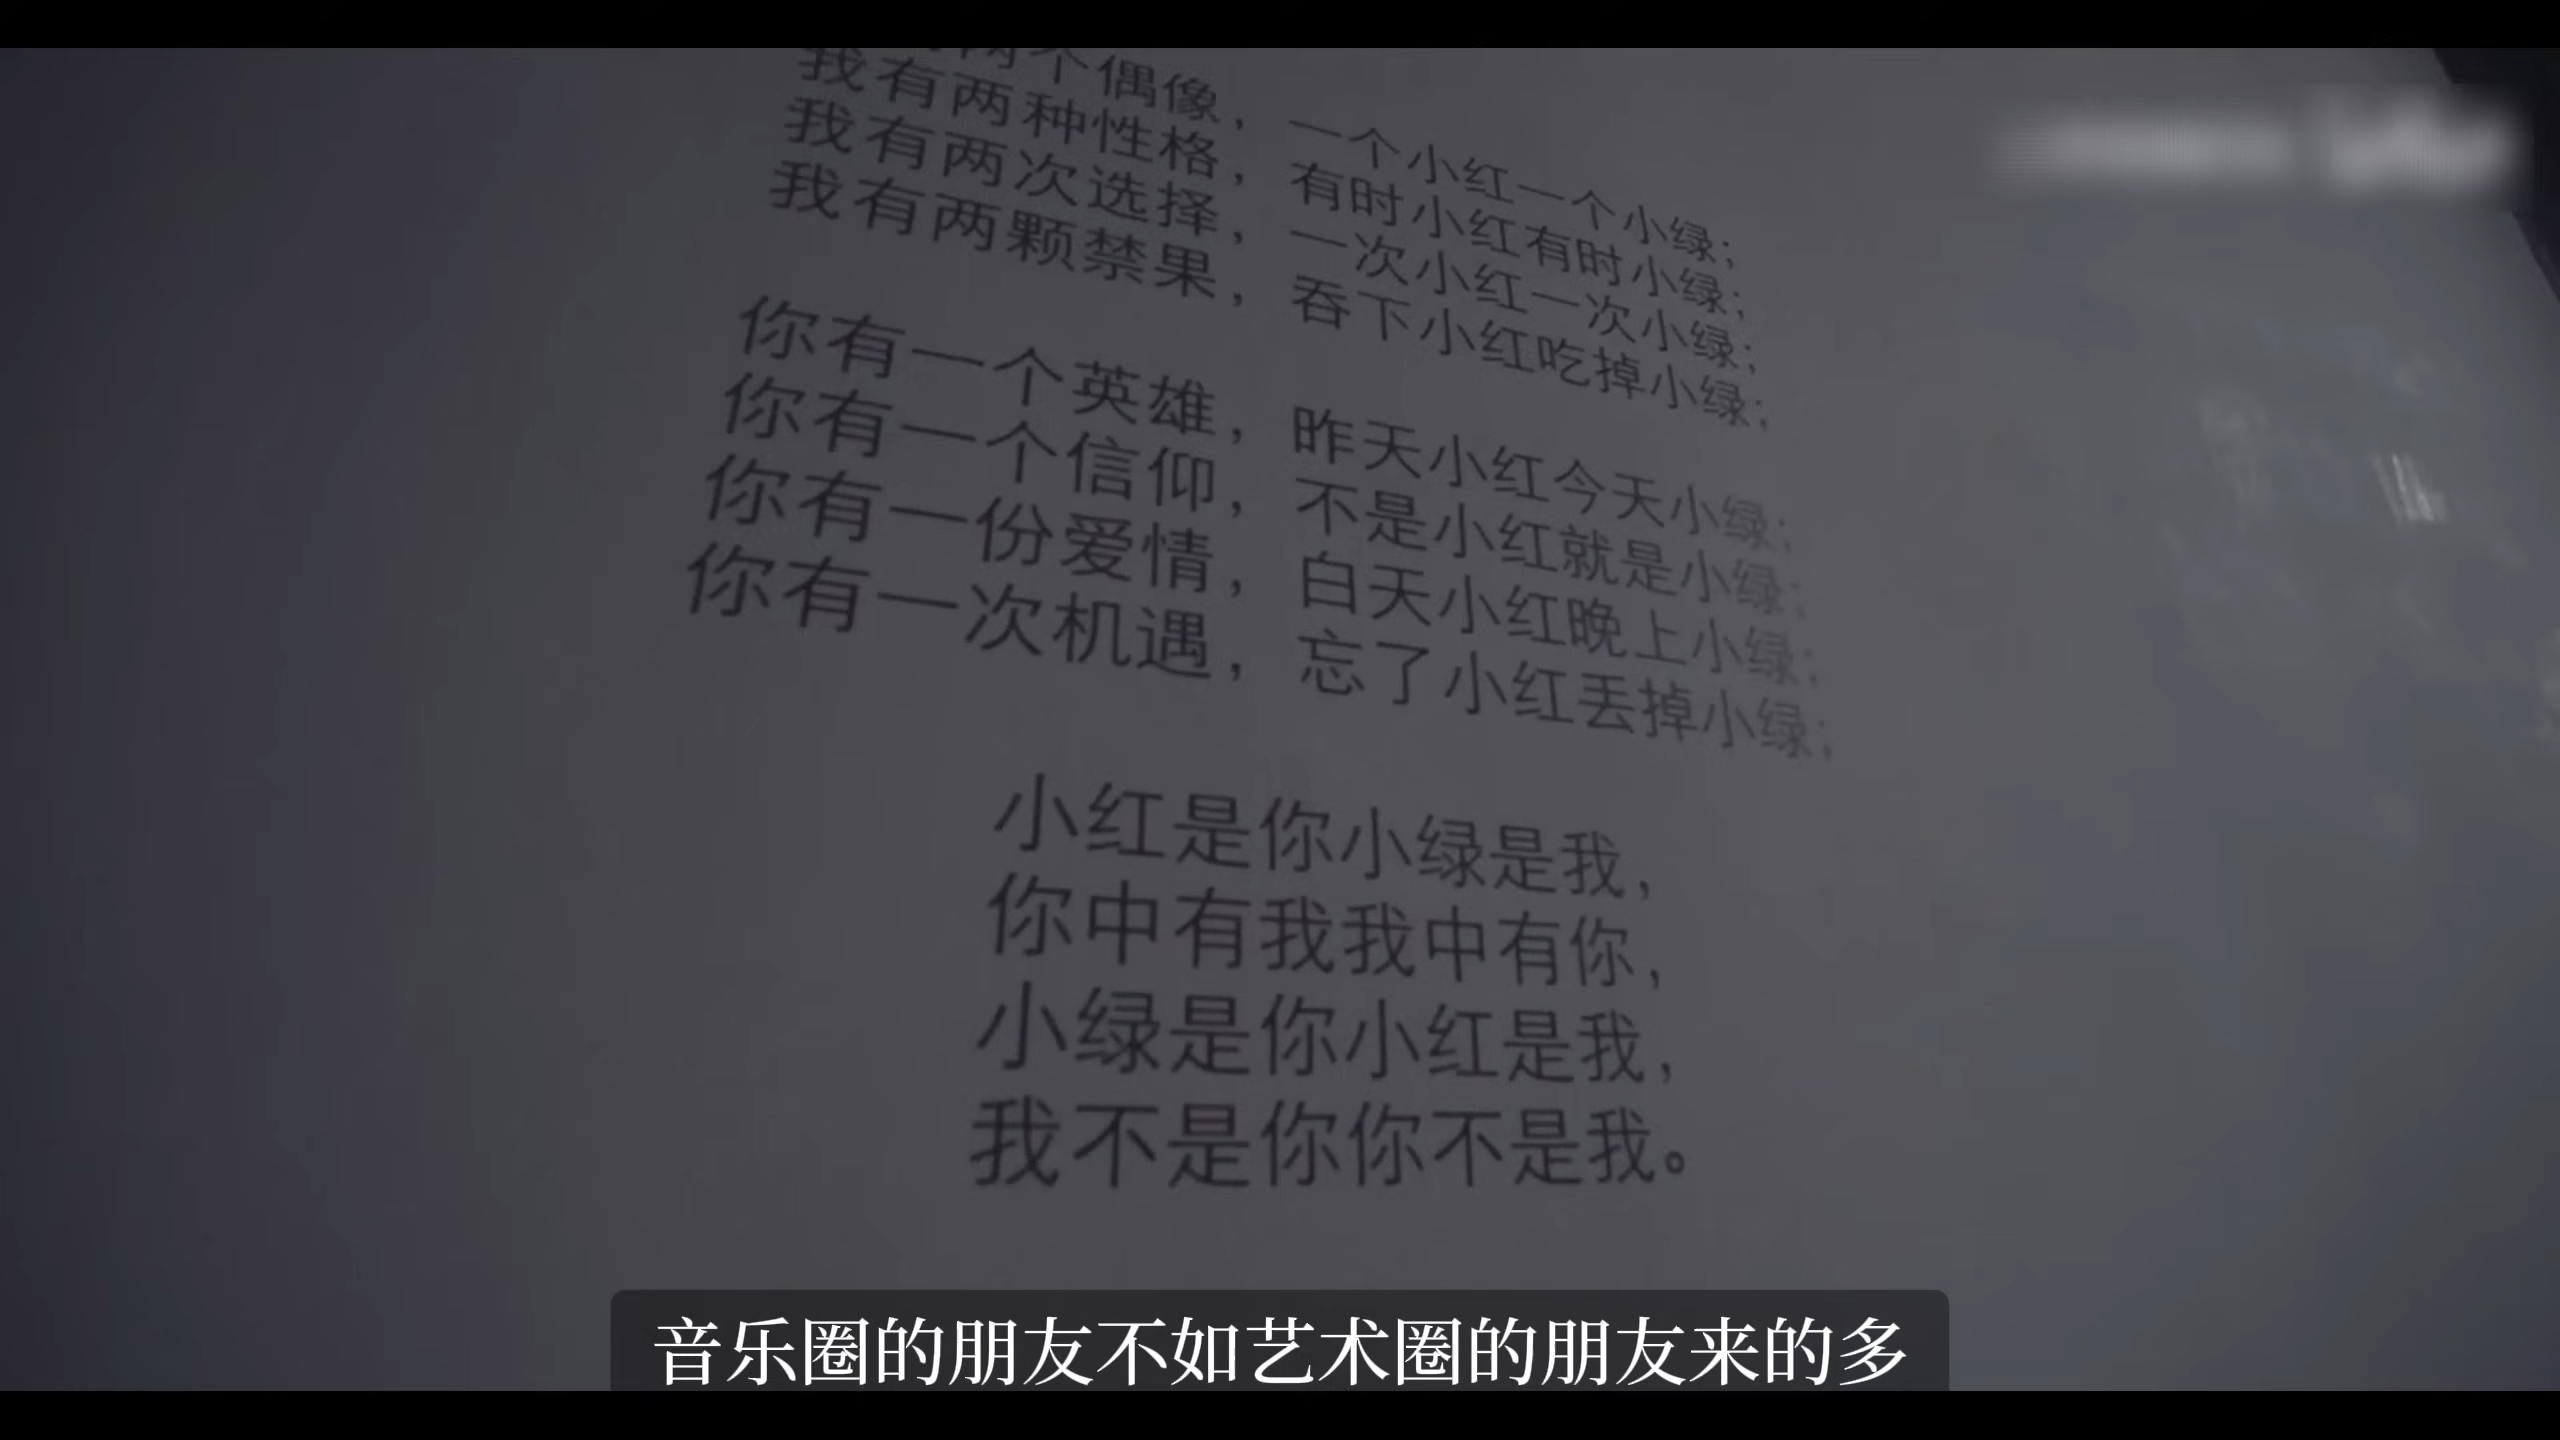 两个偶像，一个小红一个小绿；
我有两种性格，有时小红有时小绿；
我有两次选择，一次小红一次小绿；
我有两颗禁果，吞下小红吃掉小绿；
你有一个英雄，昨天小红今天小绿；
你有一个信仰，不是小红就是小绿；
你有一份爱情，白天小红晚上小绿；
你有一次机遇，忘了小红丢掉小绿；
小红是你小绿是我，
你中有我我中有你，
小绿是你小红是我，
我不是你你不是我。
音乐圈的朋友不如艺术圈的朋友来的多